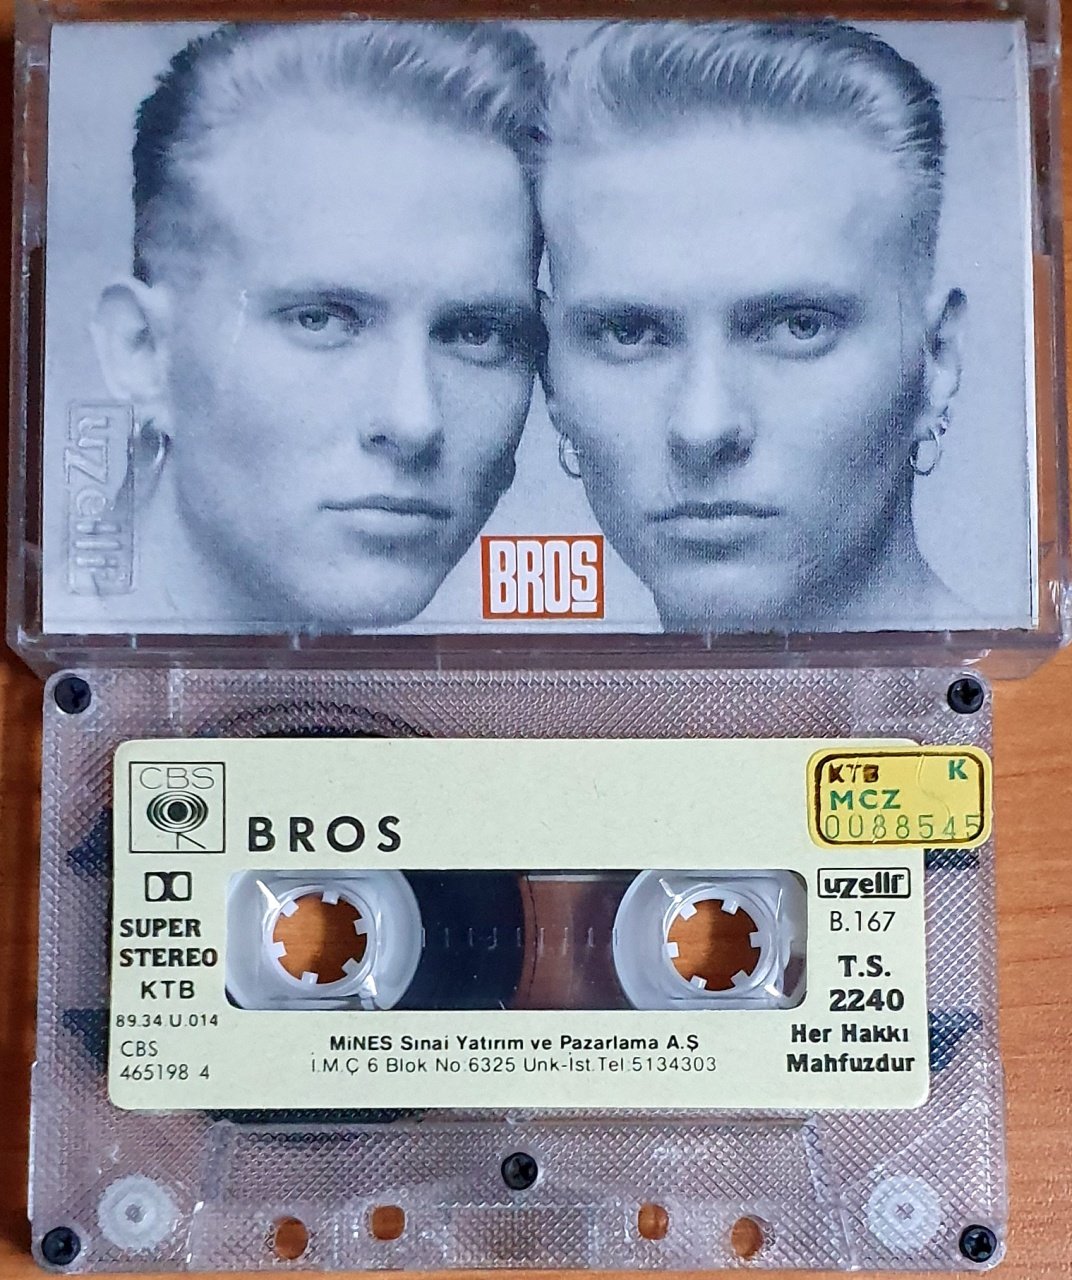 uzelli
BROS
CBS
BROS
KTB K
MCZ
0088545
SUPER
STEREO
KTB
89.34.U.014
CBS
465198 4
uzelli
B.167
T.S.
2240
Her Hakkı
Mahfuzdur
MiNES Sınai Yatırım ve Pazarlama A.Ş
İ.M.Ç 6 Blok No:6325 Unk-İst.Tel:5134303